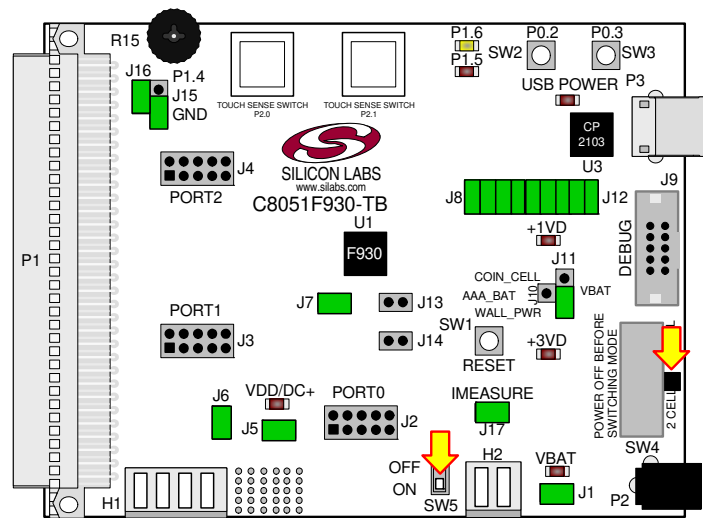 R15
P1.6
P0.2
P0.3
SW2
SW3
P1.5
J16
P1.4
J15
GND
TOUCH SENSE SWITCH
P2.0
TOUCH SENSE SWITCH
P2.1
USB POWER
P3
CP
2103
U3
SILICON LABS
www.silabs.com
C8051F930-TB
J4
PORT2
J8
J12
J9
DEBUG
U1
F930
+1VD
J11
COIN_CELL
AAA_BAT
J10
VBAT
WALL_PWR
P1
J7
J13
PORT1
J3
J14
SW1
RESET
+3VD
POWER OFF BEFORE
SWITCHING MODE
2 CELL
SW4
J6
VDD/DC+
J5
PORT0
J2
IMEASURE
J17
OFF
ON
SW5
H2
VBAT
J1
P2
H1